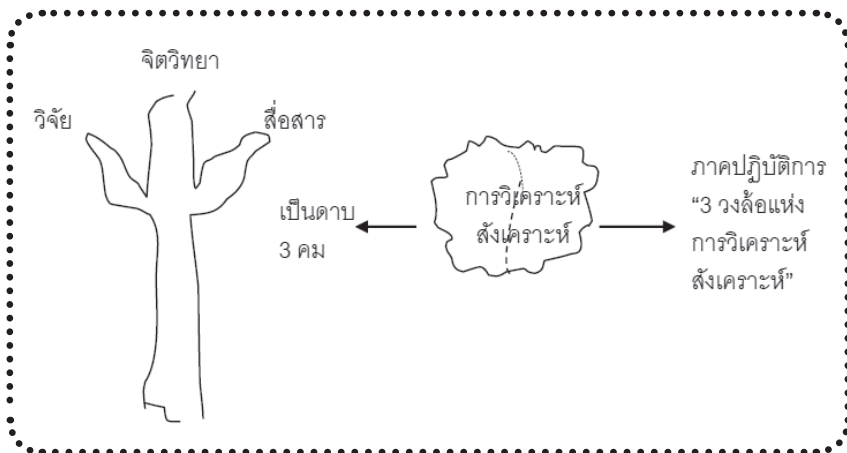 จิตวิทยา
วิจัย
สื่อสาร
เป็นดาบ
3 คม
การวิเคราะห์
สังเคราะห์
ภาคปฏิบัติการ
“3 วงล้อแห่ง
การวิเคราะห์
สังเคราะห์”